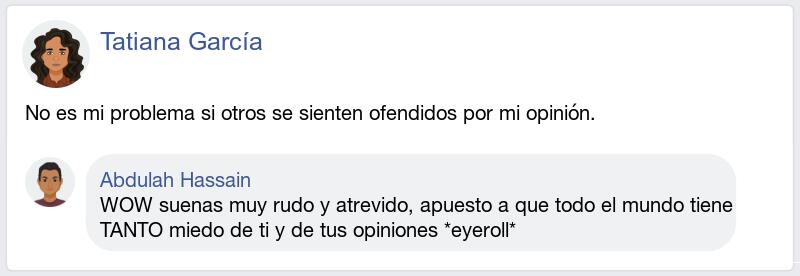 Tatiana García
No es mi problema si otros se sienten ofendidos por mi opinión.
Abdulah Hassain
WOW suenas muy rudo y atrevido, apuesto a que todo el mundo tiene
TANTO miedo de ti y de tus opiniones *eyeroll*